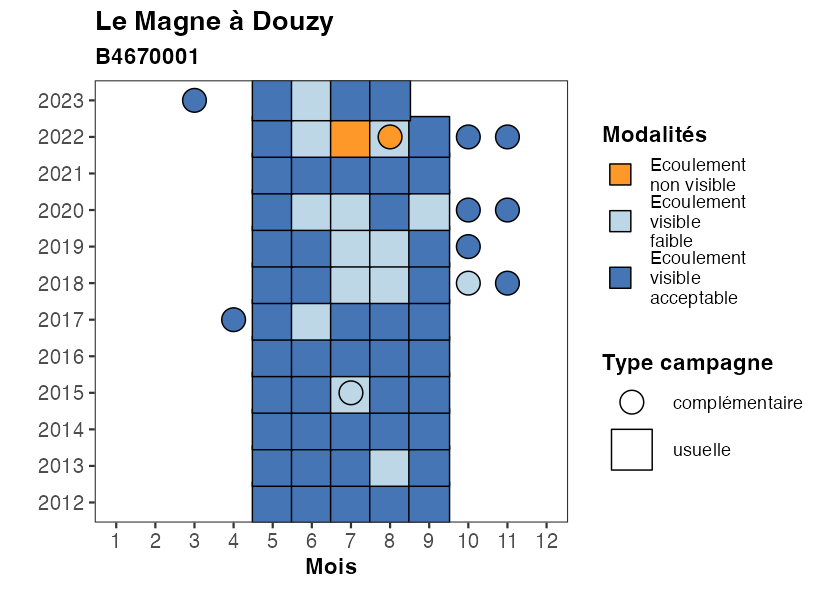 Le Magne à Douzy
B4670001
2023
2022
2021
2020
2019
2018
2017
2016
2015
2014
2013
2012
1 2 3 4 5 6 7 8 9 10 11 12
Mois
Modalités
Ecoulement
non visible
Ecoulement
visible
faible
Ecoulement
visible
acceptable
Type campagne
complémentaire
usuelle